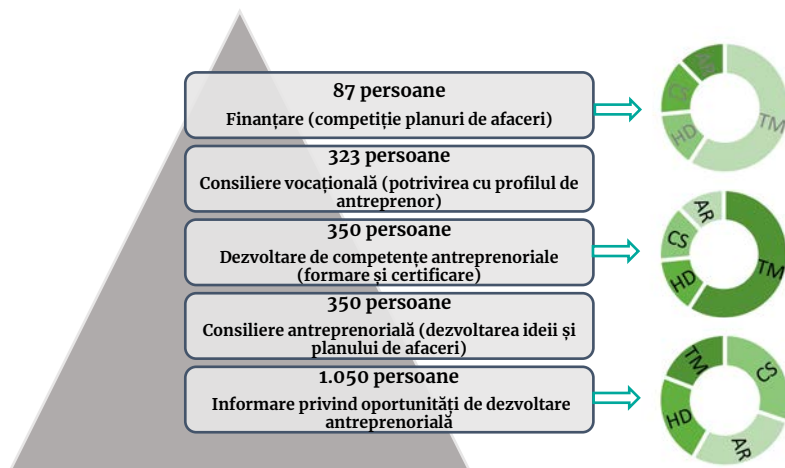 87 persoane
Finanțare (competiție planuri de afaceri)
AR
CS
HD
TM
323 persoane
Consiliere vocațională (potrivirea cu profilul de
antreprenor)
350 persoane
Dezvoltare de competențe antreprenoriale
(formare și certificare)
AR
CS
HD
TM
350 persoane
Consiliere antreprenorială (dezvoltarea ideii și
planului de afaceri)
1.050 persoane
Informare privind oportunități de dezvoltare
antreprenorială
TM
CS
HD
AR